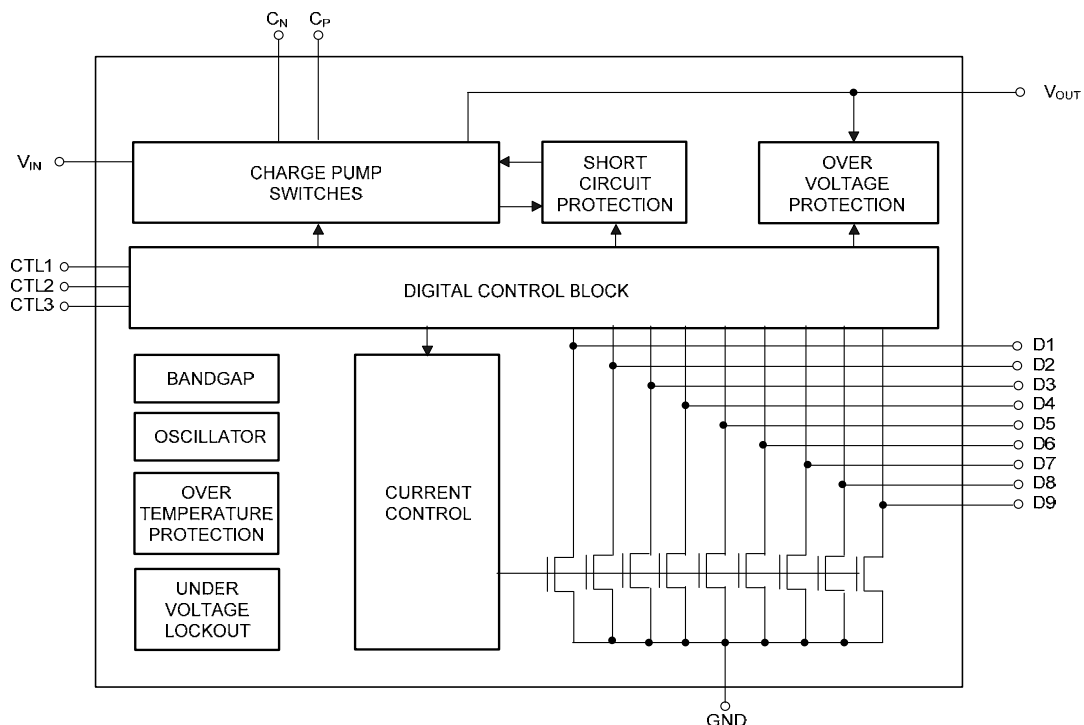 CN CP
VOUT
VIN
CHARGE PUMP
SWITCHES
SHORT
CIRCUIT
PROTECTION
OVER
VOLTAGE
PROTECTION
CTL1
CTL2
CTL3
DIGITAL CONTROL BLOCK
D1
D2
D3
D4
D5
D6
D7
D8
D9
BANDGAP
OSCILLATOR
OVER
TEMPERATURE
PROTECTION
UNDER
VOLTAGE
LOCKOUT
CURRENT
CONTROL
GND